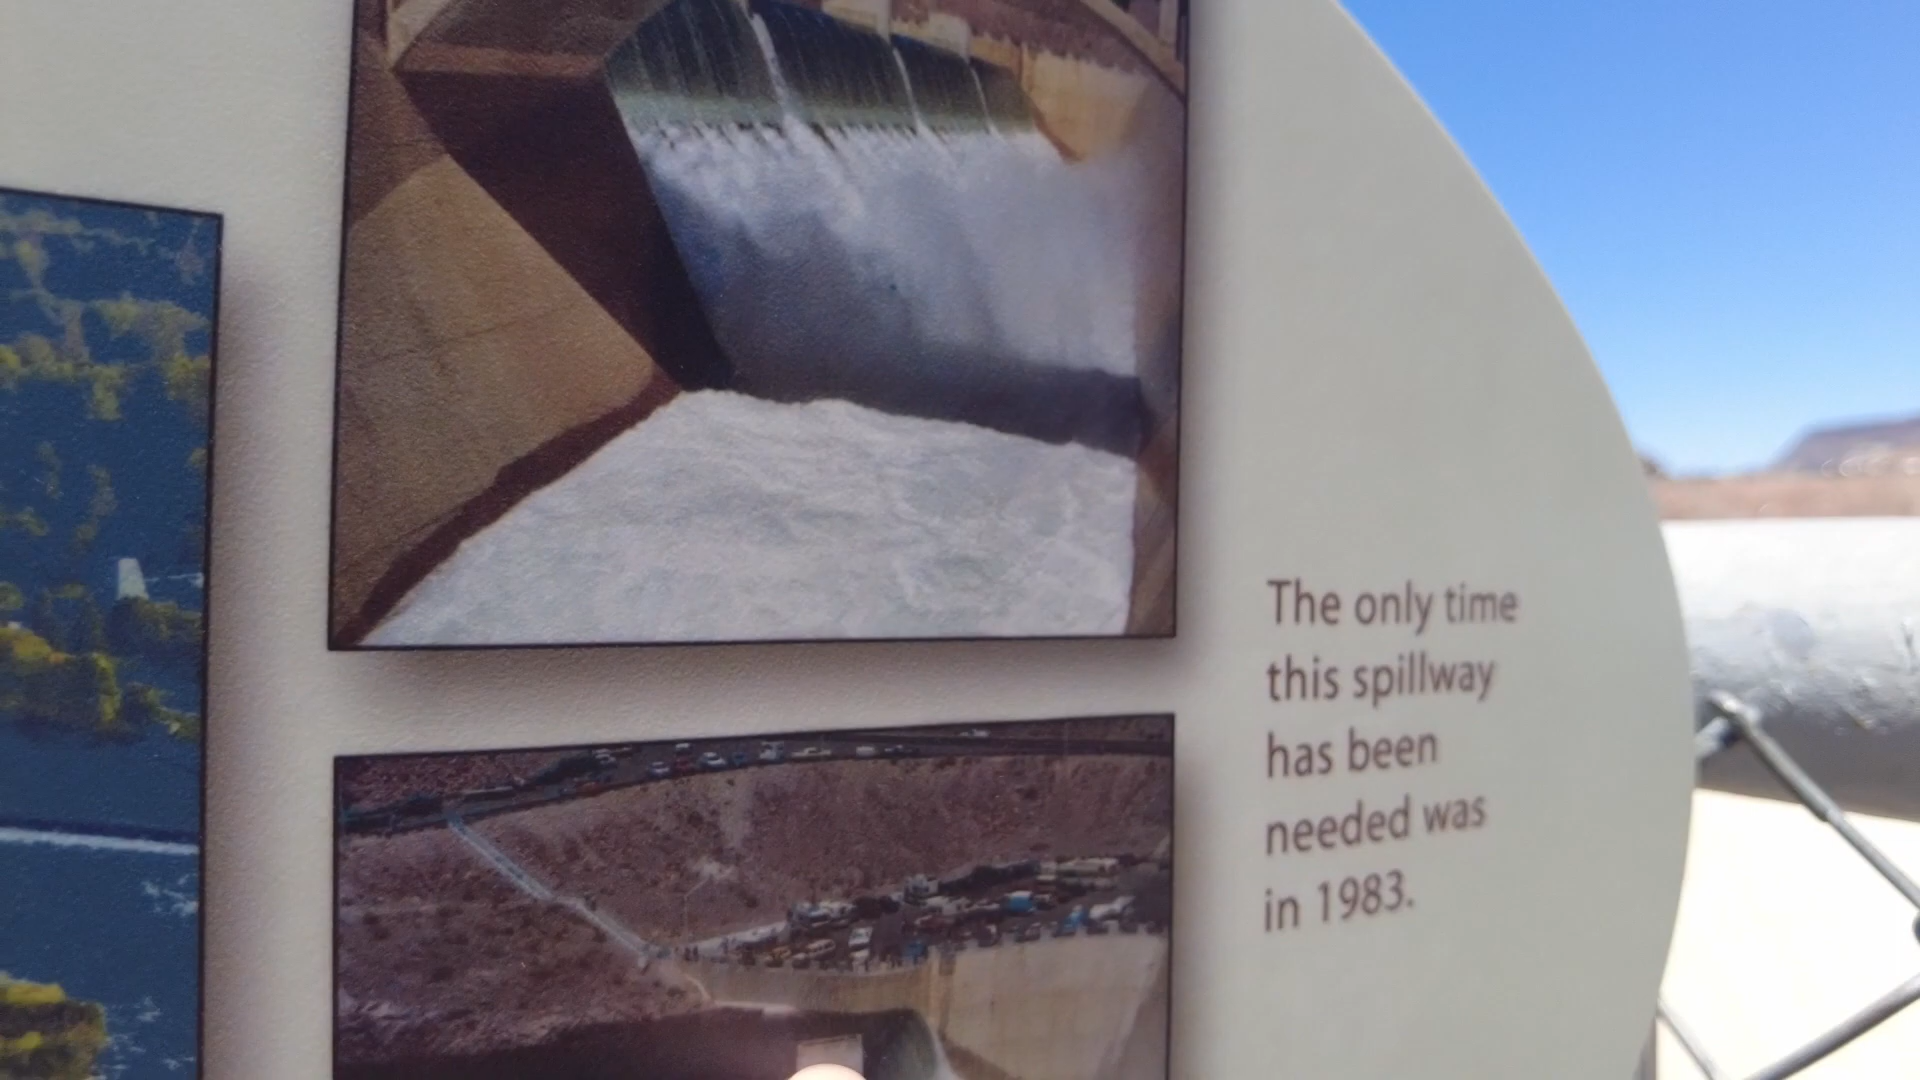 The only time
this spillway
has been
needed was
in 1983.